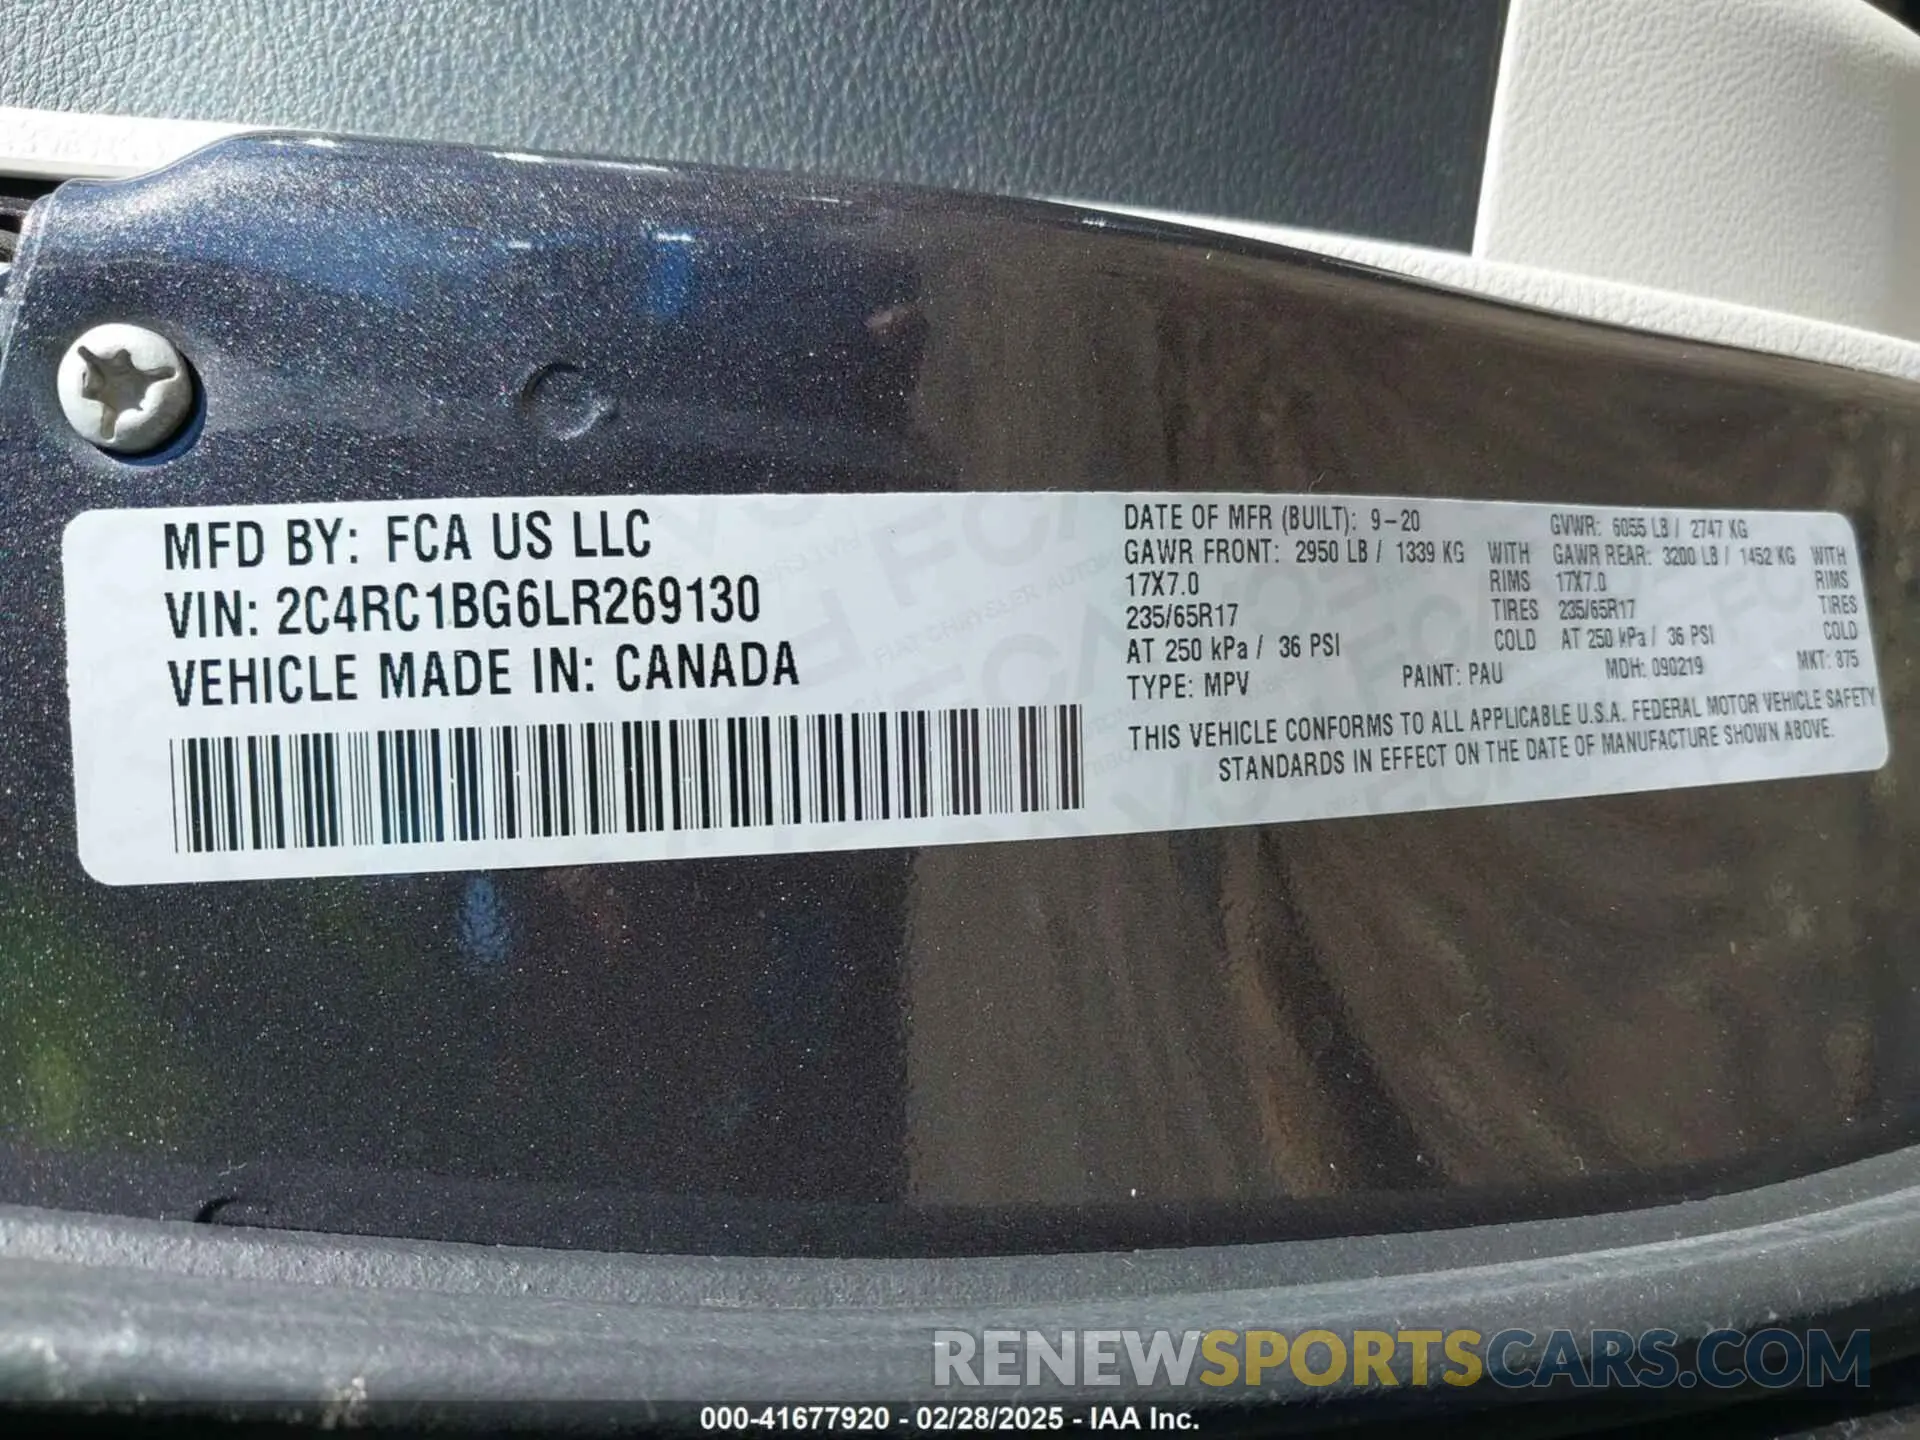 MFD BY: FCA US LLC
VIN: 2C4RC1BG6LR269130
VEHICLE MADE IN: CANADA
DATE OF MFR (BUILT): 9-20 GVWR: 6055 LB / 2747 KG
GAWR FRONT: 2950 LB / 1339 KG WITH GAWR REAR: 3200 LB / 1452 KG WITH
17X7.0 RIMS 17X7.0 RIMS
235/65R17 TIRES 235/65R17 TIRES
AT 250 kPa / 36 PSI COLD AT 250 kPa / 36 PSI COLD
TYPE: MPV PAINT: PAU MDH: 090219 MKT: 875
THIS VEHICLE CONFORMS TO ALL APPLICABLE U.S.A. FEDERAL MOTOR VEHICLE SAFETY
STANDARDS IN EFFECT ON THE DATE OF MANUFACTURE SHOWN ABOVE.
RENEWSPORTSCARS.COM
000-41677920 - 02/28/2025 - IAA Inc.